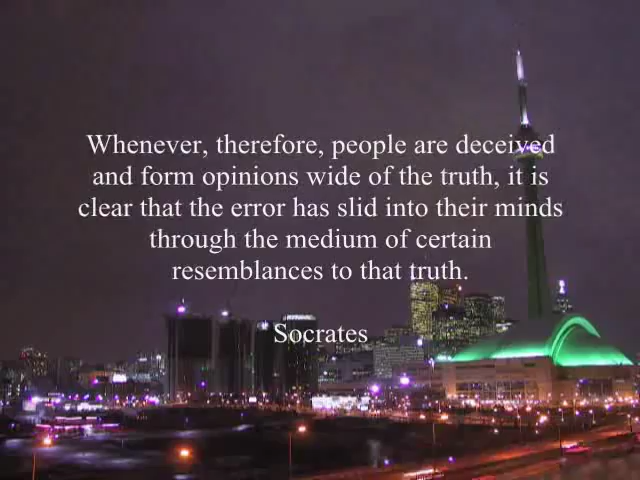 Whenever, therefore, people are deceived
and form opinions wide of the truth, it is
clear that the error has slid into their minds
through the medium of certain
resemblances to that truth.
Socrates